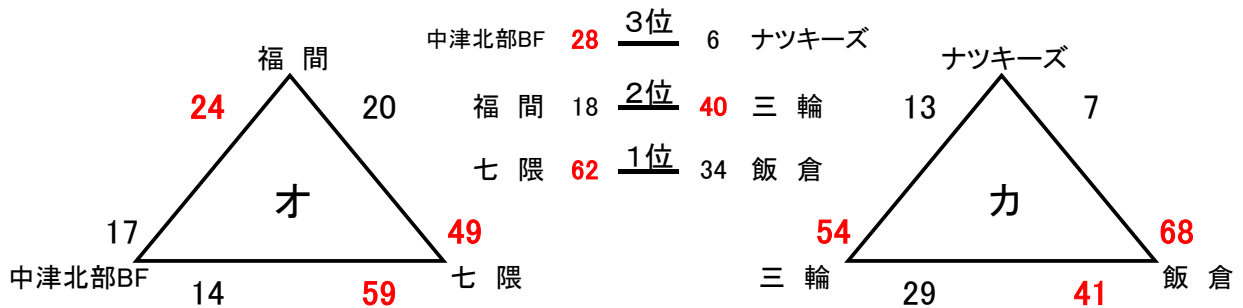 中津北部BF 28 3位 6 ナツキーズ
福間 18 2位 40 三輪
七隈 62 1位 34 飯倉
福間
24 20
オ
17 49
中津北部BF 七隈
14 59
ナツキーズ
13 7
カ
54 68
三輪 飯倉
29 41